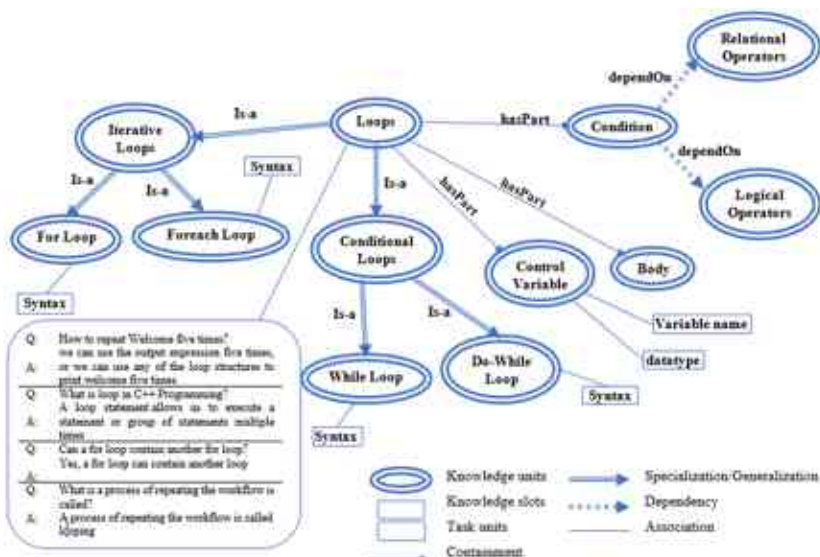 Relational
Operators
dependOn
Is-a
Loops
hasPart
Condition
Iterative
Loops
dependOn
Is-a
Is-a
Syntax
Is-a
hasPart
hasPart
Logical
Operators
For Loop
Foreach Loop
Conditional
Loops
Control
Variable
Body
Syntax
Is-a
Is-a
Variable name
datatype
Q: How to repeat Welcome five times?
A: we can use the output expression five times,
or we can use any of the loop structures to
print welcome five times
Q: What is loop in C++ Programming?
A: A loop statement allows us to execute a
statement or group of statements multiple
times
Q: Can a for loop contain another for loop?
A: Yes, a for loop can contain another loop
Q: What is a process of repeating the workflow is
called?
A: A process of repeating the workflow is called
looping
While Loop
Do-While
Loop
Syntax
Syntax
Knowledge units
Specialization/Generalization
Knowledge slots
Dependency
Task units
Association
Containment